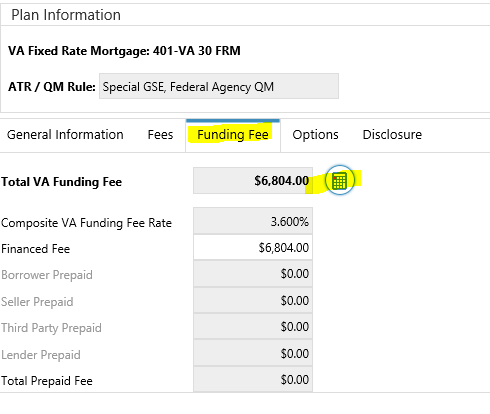 Plan Information
VA Fixed Rate Mortgage: 401-VA 30 FRM
ATR / QM Rule: Special GSE, Federal Agency QM
General Information Fees Funding Fee Options Disclosure
Total VA Funding Fee $6,804.00
Composite VA Funding Fee Rate 3.600%
Financed Fee $6,804.00
Borrower Prepaid $0.00
Seller Prepaid $0.00
Third Party Prepaid $0.00
Lender Prepaid $0.00
Total Prepaid Fee $0.00